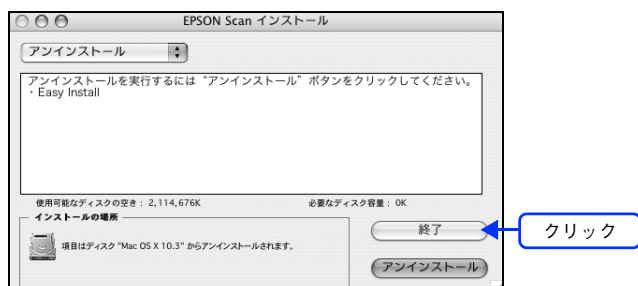 EPSON Scan インストール
アンインストール
アンインストールを実行するには“アンインストール”ボタンをクリックしてください。
・Easy Install
使用可能なディスクの空き： 2,114,676K
必要なディスク容量： 0K
インストールの場所
項目はディスク“Mac OS X 10.3”からアンインストールされます。
終了
クリック
アンインストール